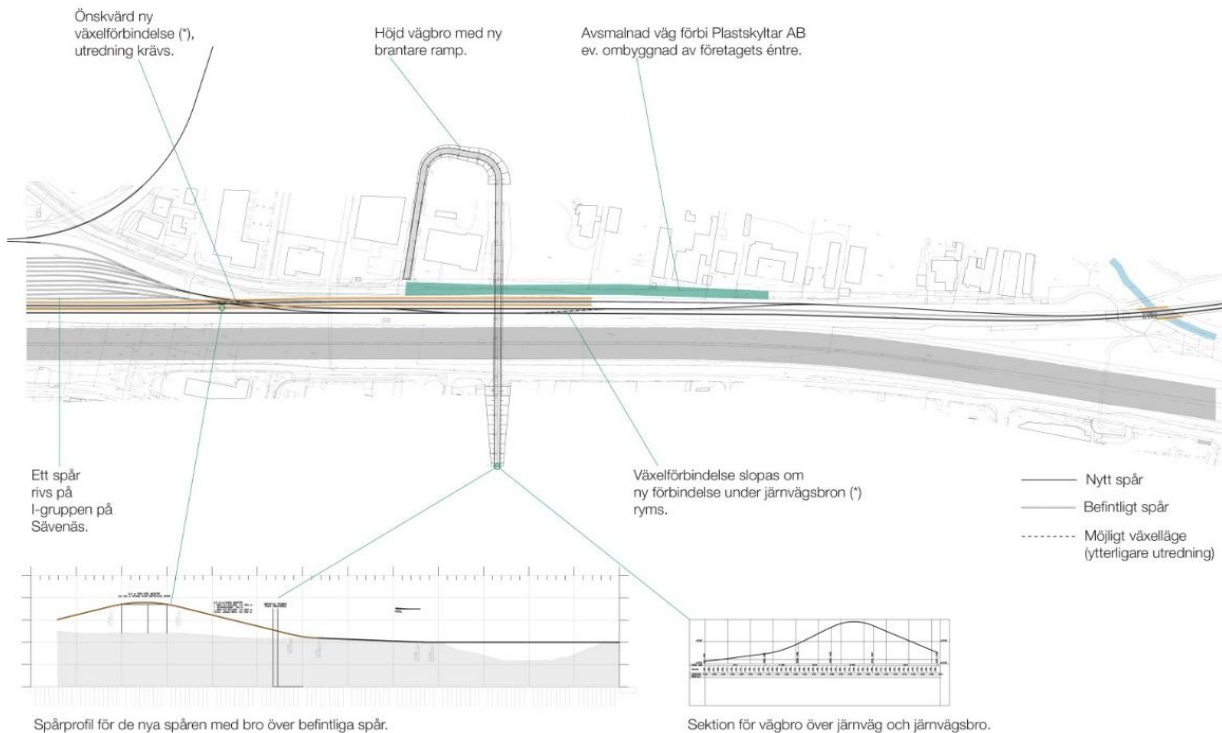 Önskvärd ny
växelförbindelse (*),
utredning krävs.
Höjd vägbro med ny
brantare ramp.
Avsmalnad väg förbi Plastskyltar AB
ev. ombyggnad av företagets éntre.
Ett spår
rivs på
I-gruppen på
Sävenäs.
Växelförbindelse slopas om
ny förbindelse under järnvägsbron (*)
ryms.
Nytt spår
Befintligt spår
Möjligt växelläge
(ytterligare utredning)
Spårprofil för de nya spåren med bro över befintliga spår.
Sektion för vägbro över järnväg och järnvägsbro.